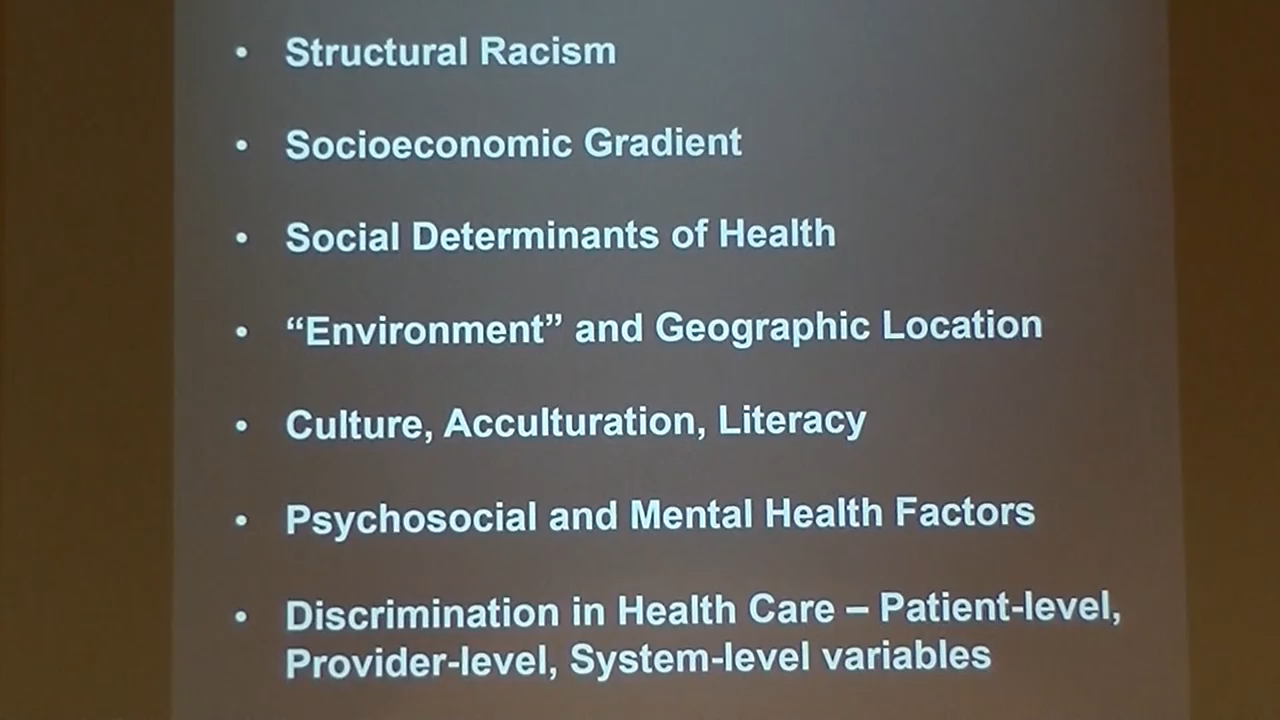 • Structural Racism
• Socioeconomic Gradient
• Social Determinants of Health
• “Environment” and Geographic Location
• Culture, Acculturation, Literacy
• Psychosocial and Mental Health Factors
• Discrimination in Health Care – Patient-level,
Provider-level, System-level variables